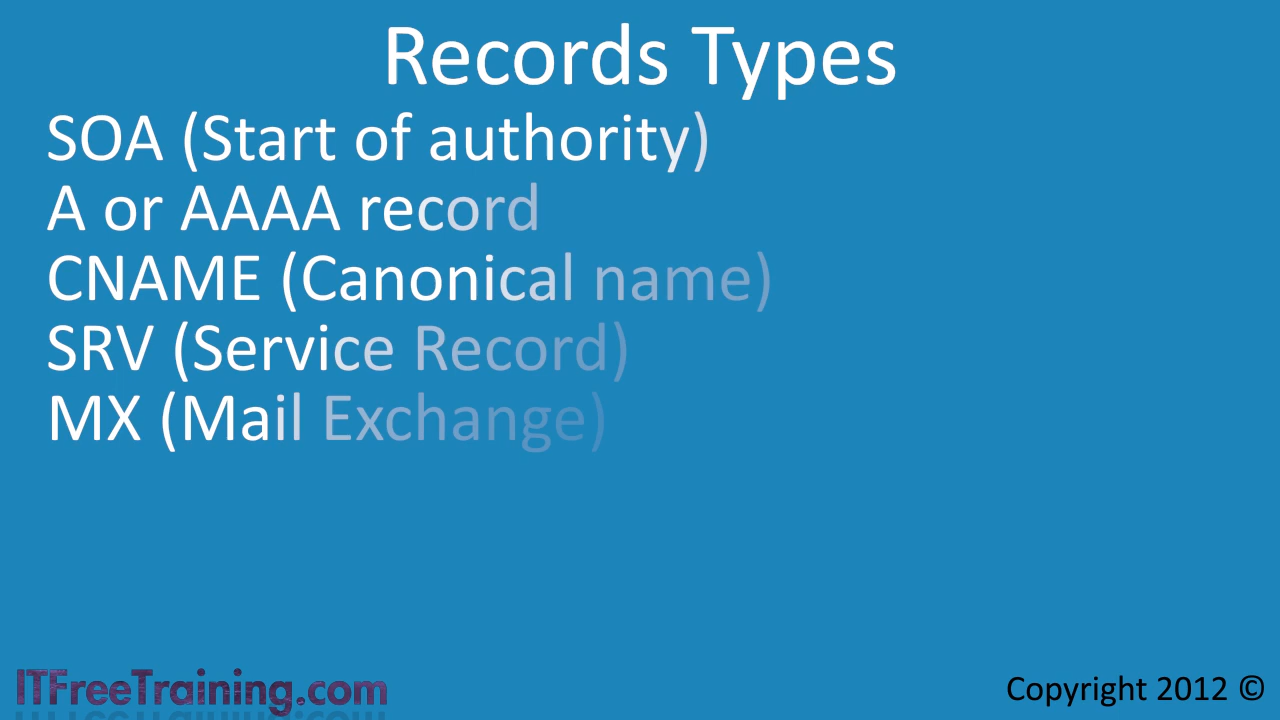 Records Types
SOA (Start of authority)
A or AAAA record
CNAME (Canonical name)
SRV (Service Record)
MX (Mail Exchange)
ITFreeTraining.com
Copyright 2012 ©